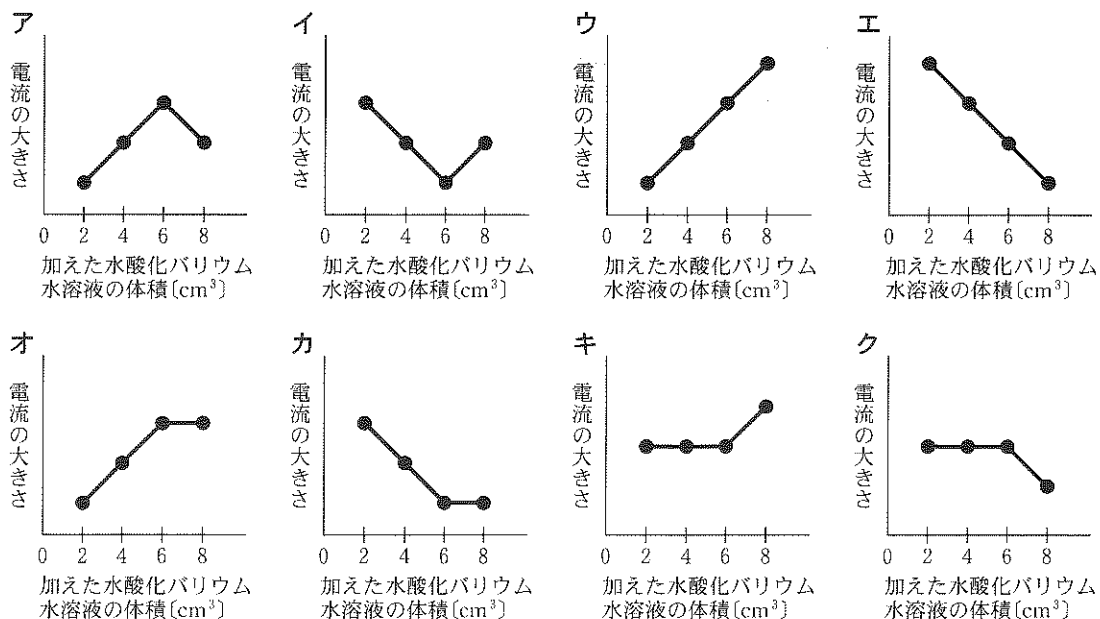 ア
電流の大きさ
0 2 4 6 8
加えた水酸化バリウム
水溶液の体積〔cm³〕
イ
電流の大きさ
0 2 4 6 8
加えた水酸化バリウム
水溶液の体積〔cm³〕
ウ
電流の大きさ
0 2 4 6 8
加えた水酸化バリウム
水溶液の体積〔cm³〕
エ
電流の大きさ
0 2 4 6 8
加えた水酸化バリウム
水溶液の体積〔cm³〕
オ
電流の大きさ
0 2 4 6 8
加えた水酸化バリウム
水溶液の体積〔cm³〕
カ
電流の大きさ
0 2 4 6 8
加えた水酸化バリウム
水溶液の体積〔cm³〕
キ
電流の大きさ
0 2 4 6 8
加えた水酸化バリウム
水溶液の体積〔cm³〕
ク
電流の大きさ
0 2 4 6 8
加えた水酸化バリウム
水溶液の体積〔cm³〕